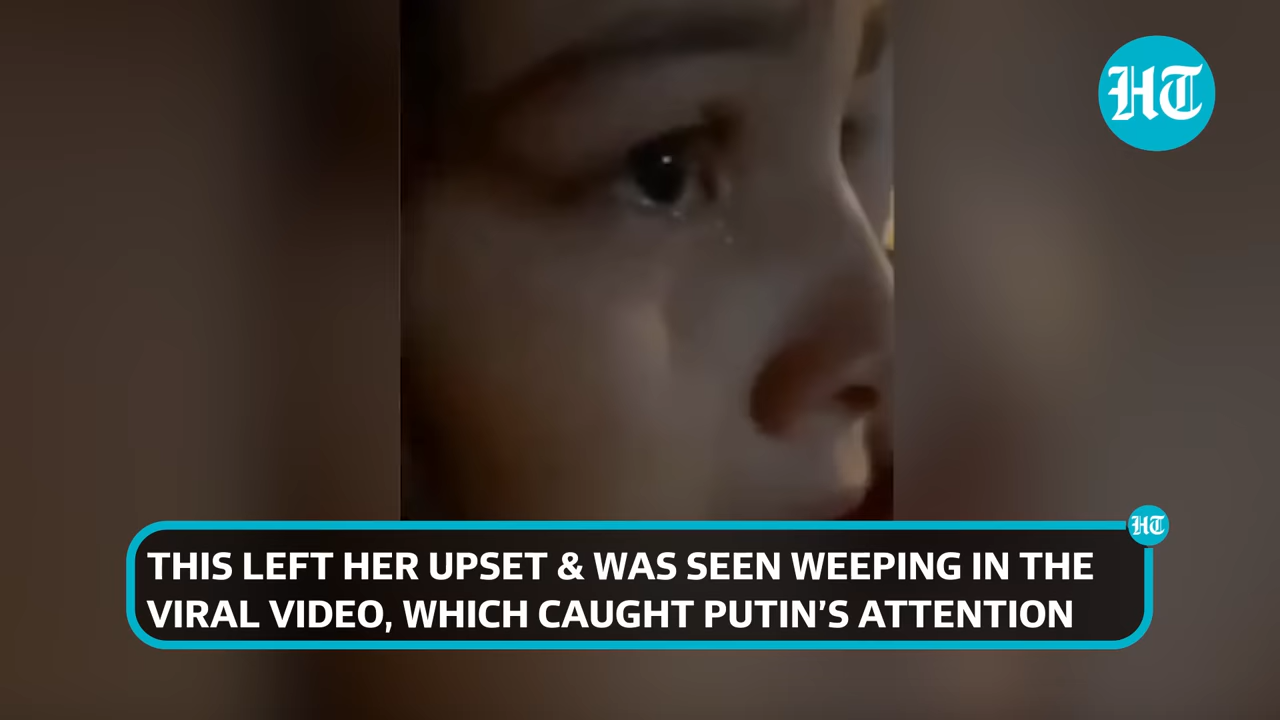 HT
HT
THIS LEFT HER UPSET & WAS SEEN WEEPING IN THE
VIRAL VIDEO, WHICH CAUGHT PUTIN’S ATTENTION